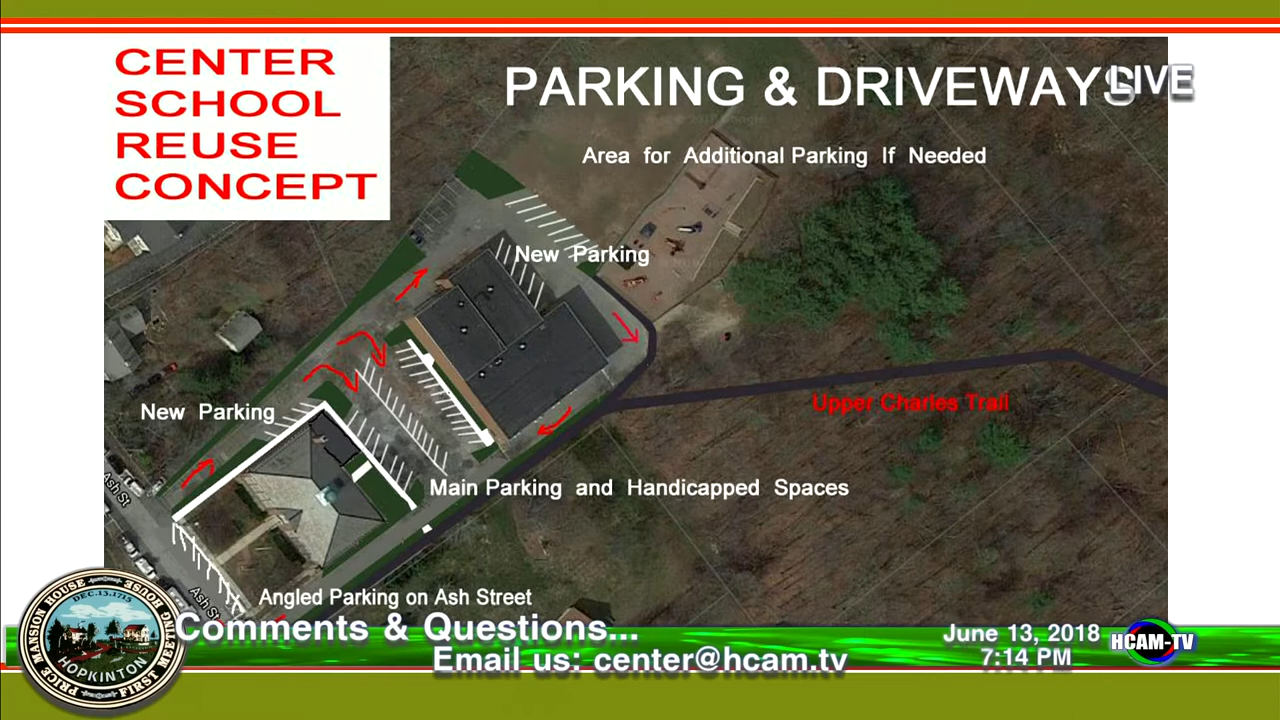 CENTER
SCHOOL
REUSE
CONCEPT
PARKING & DRIVEWAYS
LIVE
Area for Additional Parking If Needed
New Parking
Upper Charles Trail
New Parking
Main Parking and Handicapped Spaces
Ash St
Ash St
Angled Parking on Ash Street
Comments & Questions...
Email us: center@hcam.tv
June 13, 2018
7:14 PM
HCAM-TV
PRICE MANSION HOUSE
FIRST MEETING HOUSE
DEC.13.1715
HOPKINTON